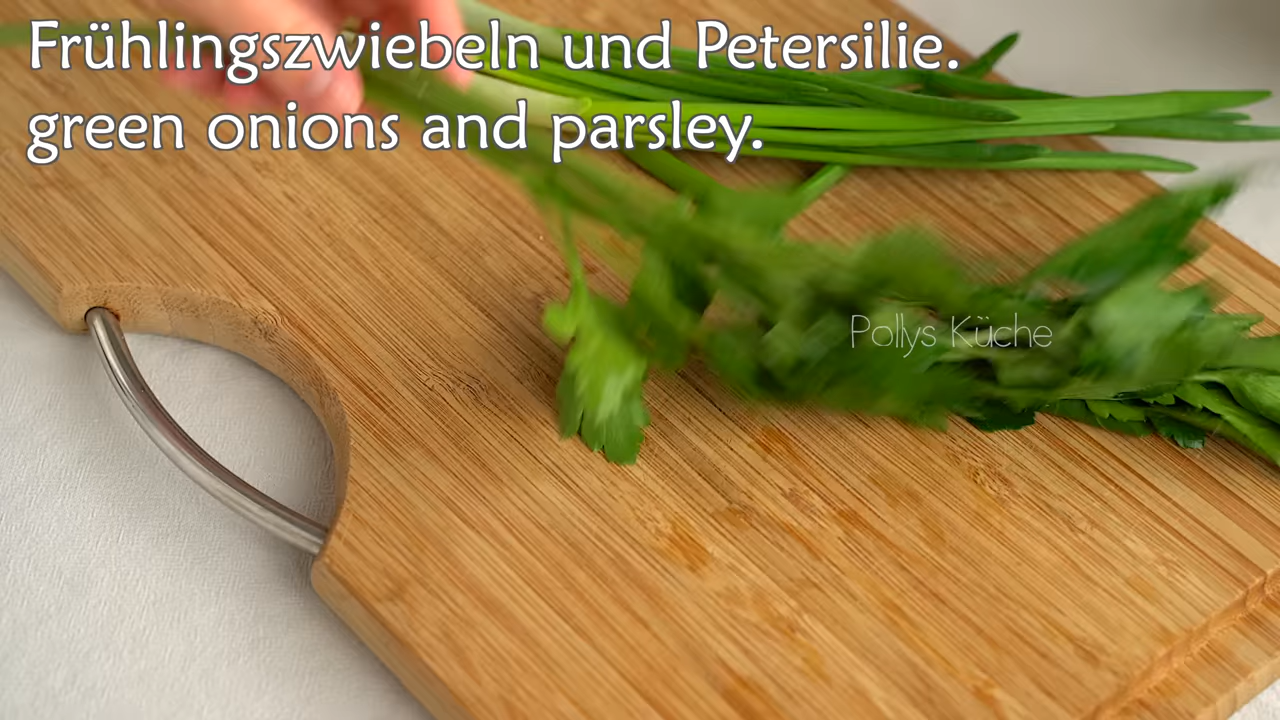 Frühlingszwiebeln und Petersilie.
green onions and parsley.
Pollys Küche